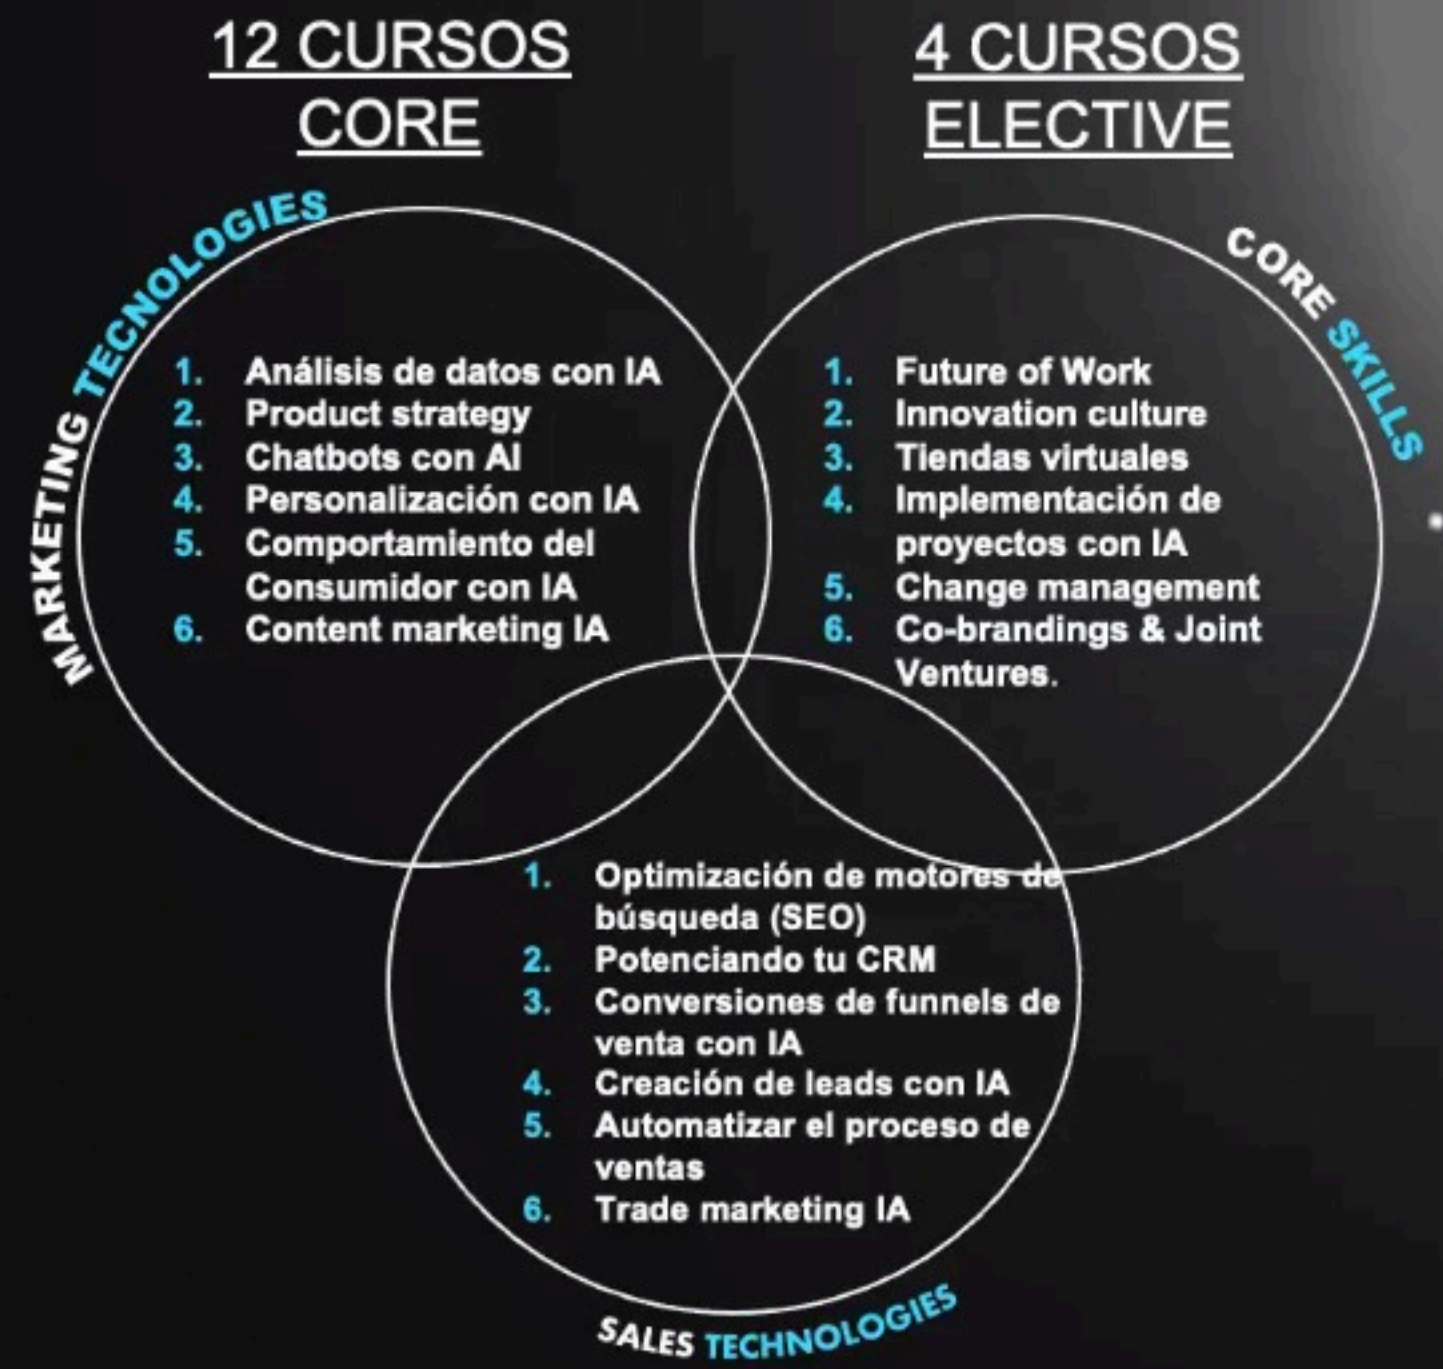 12 CURSOS
CORE
4 CURSOS
ELECTIVE
MARKETING TECNOLOGIES
1. Análisis de datos con IA
2. Product strategy
3. Chatbots con AI
4. Personalización con IA
5. Comportamiento del
Consumidor con IA
6. Content marketing IA
CORE SKILLS
1. Future of Work
2. Innovation culture
3. Tiendas virtuales
4. Implementación de
proyectos con IA
5. Change management
6. Co-brandings & Joint
Ventures.
1. Optimización de motores de
búsqueda (SEO)
2. Potenciando tu CRM
3. Conversiones de funnels de
venta con IA
4. Creación de leads con IA
5. Automatizar el proceso de
ventas
6. Trade marketing IA
SALES TECHNOLOGIES